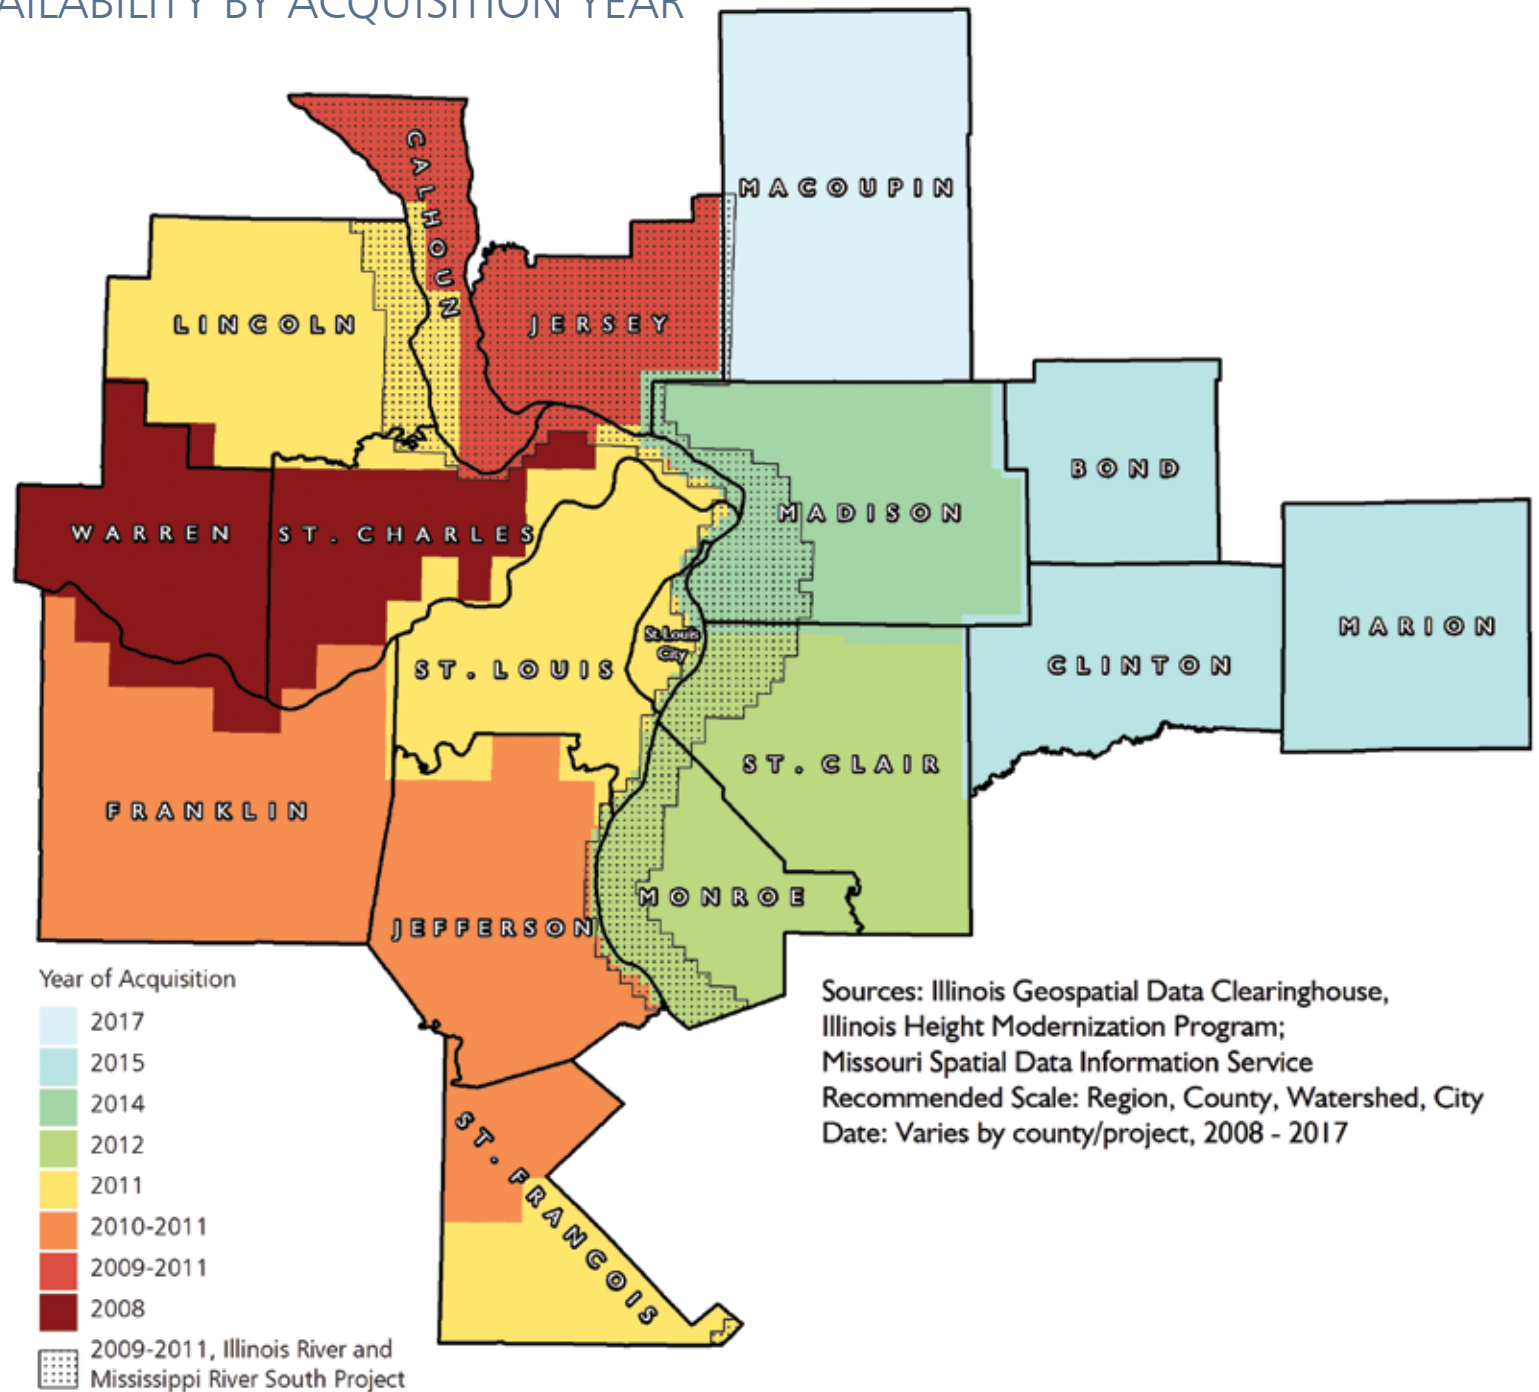 AILABILITY BY ACQUISITION YEAR
MACOUPIN
CALHOUN
LINCOLN
JERSEY
BOND
MADISON
WARREN
ST. CHARLES
MARION
St. Louis
City
CLINTON
ST. LOUIS
ST. CLAIR
FRANKLIN
MONROE
JEFFERSON
ST. FRANCOIS
Year of Acquisition
2017
2015
2014
2012
2011
2010-2011
2009-2011
2008
2009-2011, Illinois River and
Mississippi River South Project
Sources: Illinois Geospatial Data Clearinghouse,
Illinois Height Modernization Program;
Missouri Spatial Data Information Service
Recommended Scale: Region, County, Watershed, City
Date: Varies by county/project, 2008 - 2017